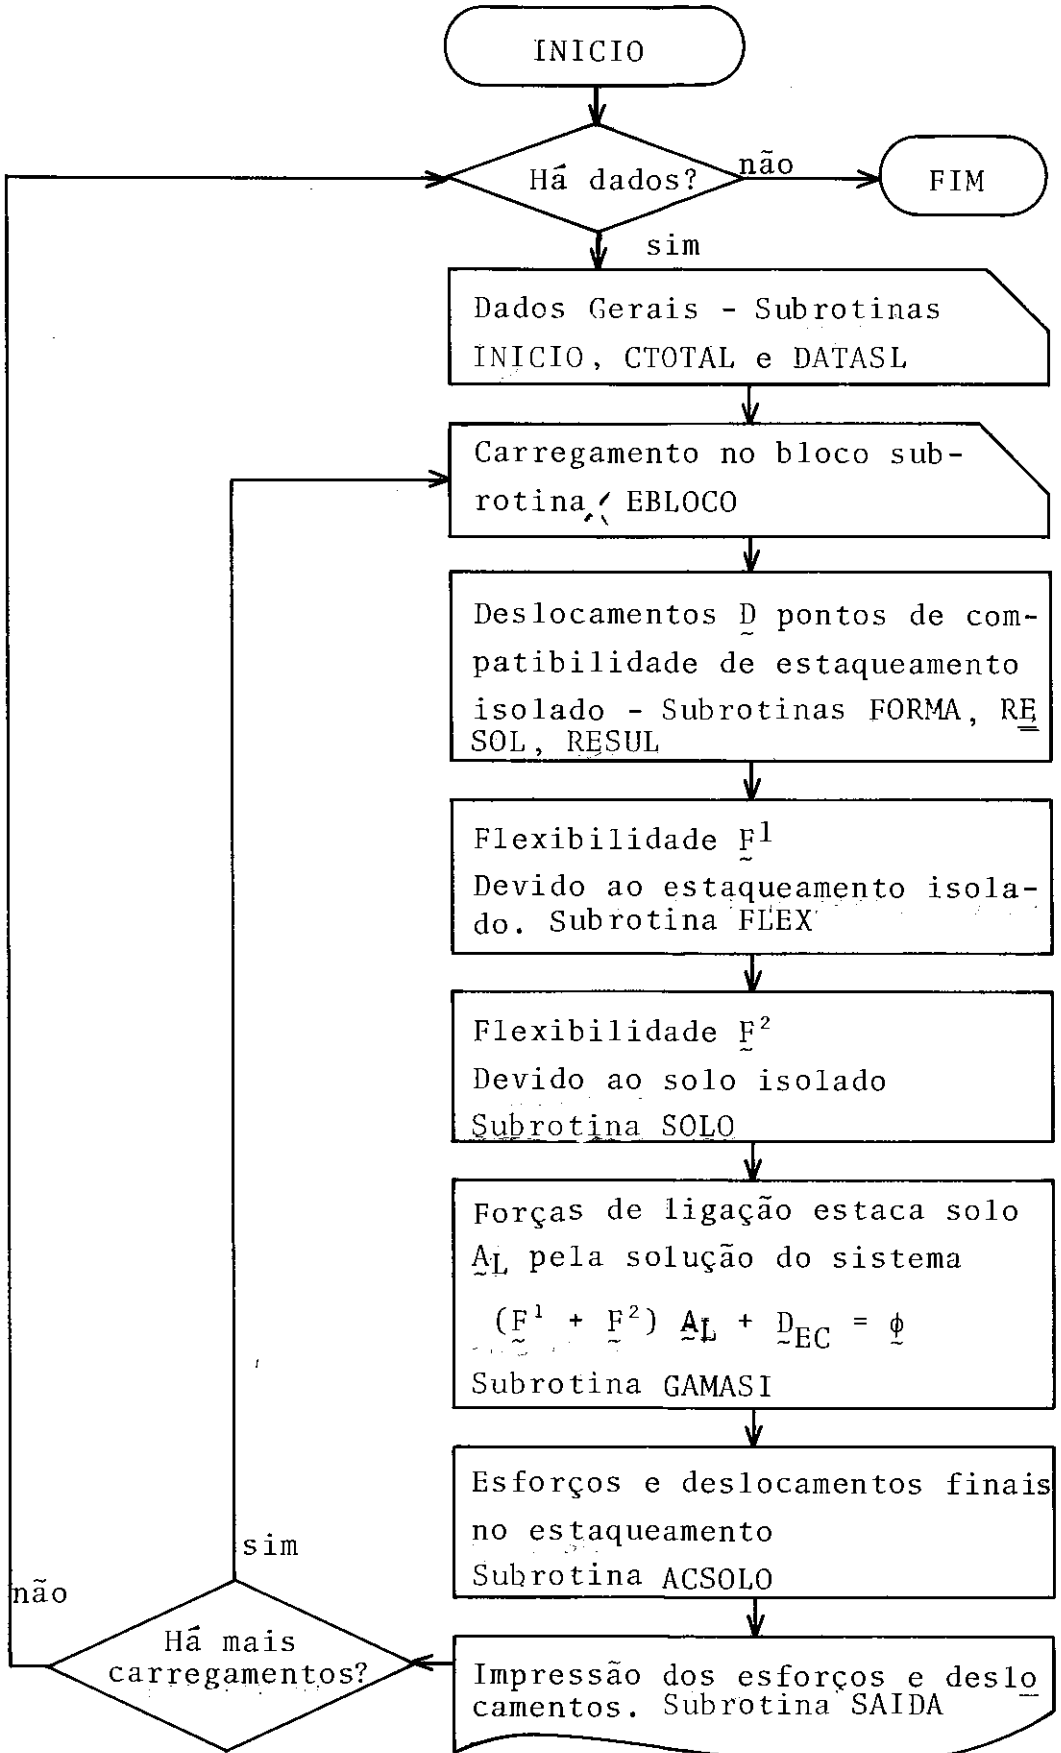 INICIO
Há dados?
não
FIM
sim
Dados Gerais - Subrotinas
INICIO, CTOTAL e DATASL
Carregamento no bloco sub-
rotina, EBLOCO
Deslocamentos D pontos de com-
patibilidade de estaqueamento
isolado - Subrotinas FORMA, RE
SOL, RESUL
Flexibilidade F¹
Devido ao estaqueamento isola-
do. Subrotina FLEX
Flexibilidade F²
Devido ao solo isolado
Subrotina SOLO
Forças de ligação estaca solo
A_L pela solução do sistema
(F¹ + F²) A_L + D_EC = ϕ
Subrotina GAMASI
Esforços e deslocamentos finais
no estaqueamento
Subrotina ACSOLO
Impressão dos esforços e deslo
camentos. Subrotina SAIDA
Há mais
carregamentos?
sim
não